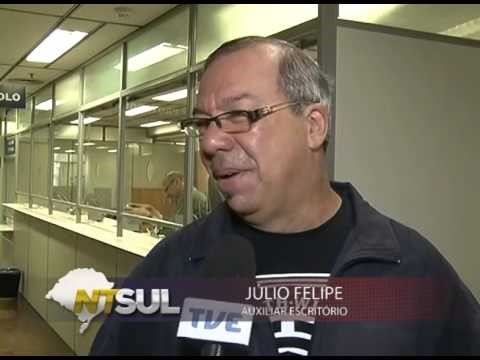 OLO
JÚLIO FELIPE
NTSUL
AUXILIAR ESCRITÓRIO
TVE